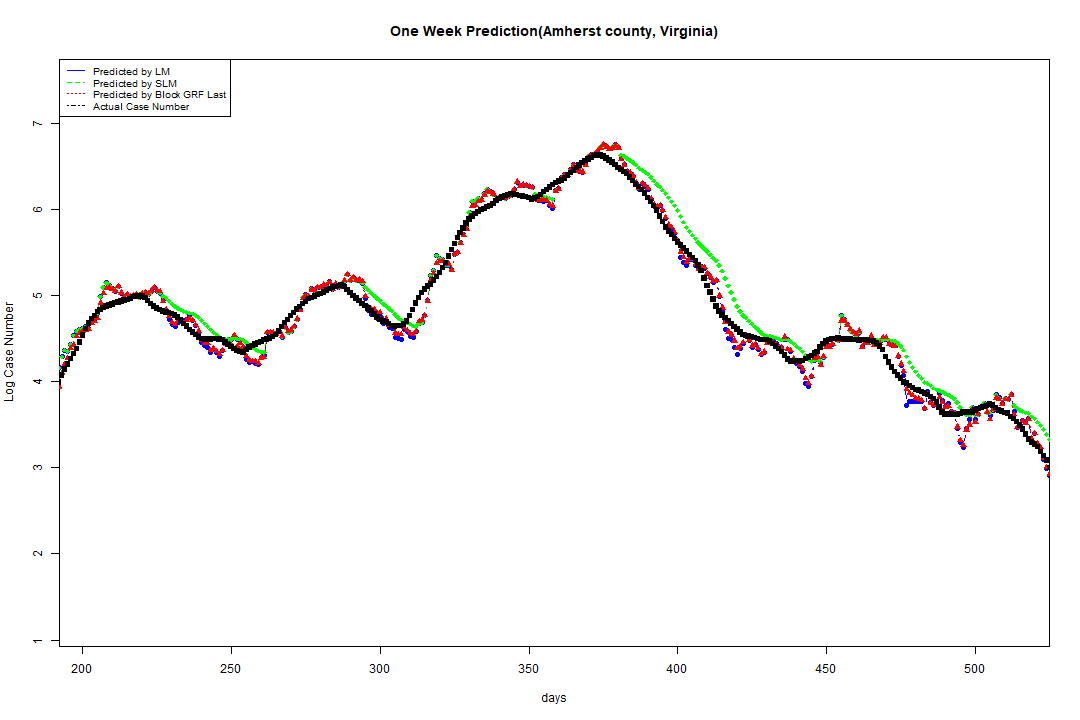 One Week Prediction(Amherst county, Virginia)
Predicted by LM
Predicted by SLM
Predicted by Block GRF Last
Actual Case Number
7
6
5
4
3
2
1
Log Case Number
200 250 300 350 400 450 500
days